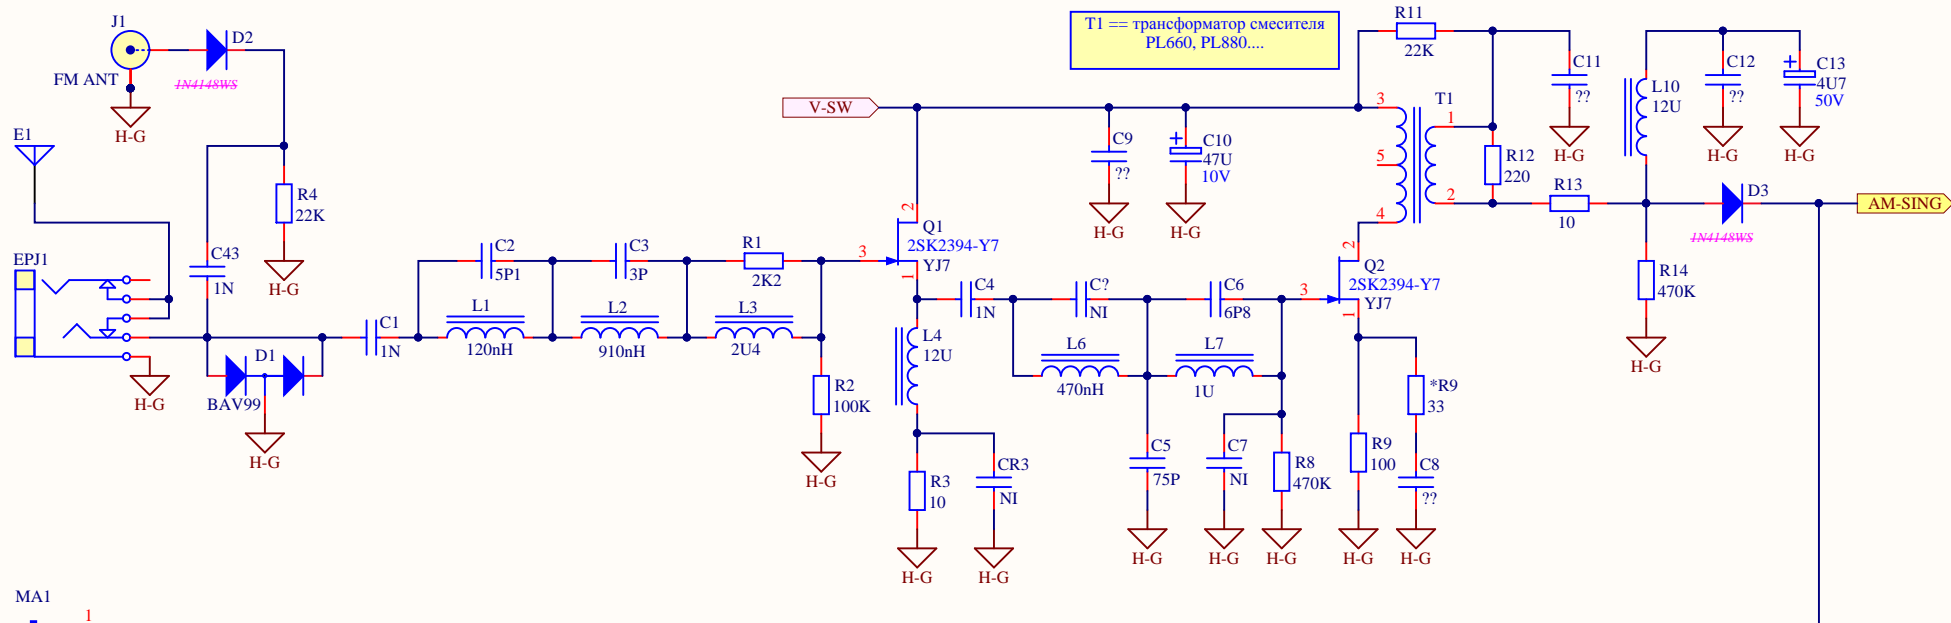 J1
FM ANT
H-G
D2
1N4148WS
E1
R4
22K
H-G
C43
1N
EPJ1
H-G
D1
BAV99
H-G
C1
1N
C2
5P1
C3
3P
R1
2K2
L1
120nH
L2
910nH
L3
2U4
R2
100K
H-G
V-SW
2
3
1
Q1
2SK2394-Y7
YJ7
C4
1N
L4
12U
R3
10
H-G
CR3
NI
H-G
C?
NI
L6
470nH
C6
6P8
L7
1U
C5
75P
H-G
C7
NI
H-G
R8
470K
H-G
T1 == трансформатор смесителя
PL660, PL880....
C9
??
H-G
C10
47U
10V
H-G
R11
22K
3
5
4
T1
1
2
2
3
1
Q2
2SK2394-Y7
YJ7
*R9
33
R9
100
H-G
C8
??
H-G
C11
??
H-G
R12
220
R13
10
L10
12U
C12
??
H-G
C13
4U7
50V
H-G
D3
1N4148WS
R14
470K
H-G
AM-SING
MA1
1